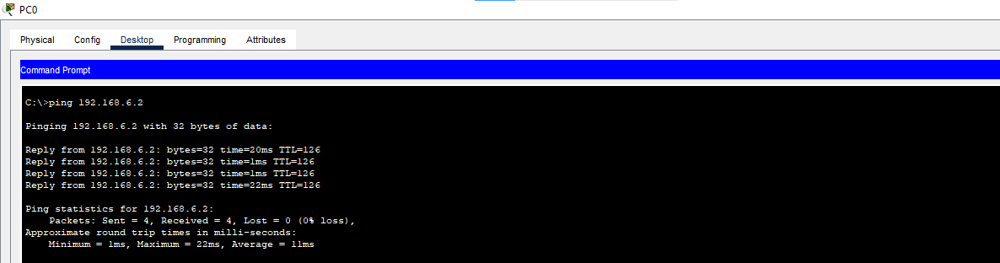 PC0
Physical Config Desktop Programming Attributes
Command Prompt
C:\>ping 192.168.6.2
Pinging 192.168.6.2 with 32 bytes of data:
Reply from 192.168.6.2: bytes=32 time=20ms TTL=126
Reply from 192.168.6.2: bytes=32 time=1ms TTL=126
Reply from 192.168.6.2: bytes=32 time=1ms TTL=126
Reply from 192.168.6.2: bytes=32 time=22ms TTL=126
Ping statistics for 192.168.6.2:
Packets: Sent = 4, Received = 4, Lost = 0 (0% loss),
Approximate round trip times in milli-seconds:
Minimum = 1ms, Maximum = 22ms, Average = 11ms